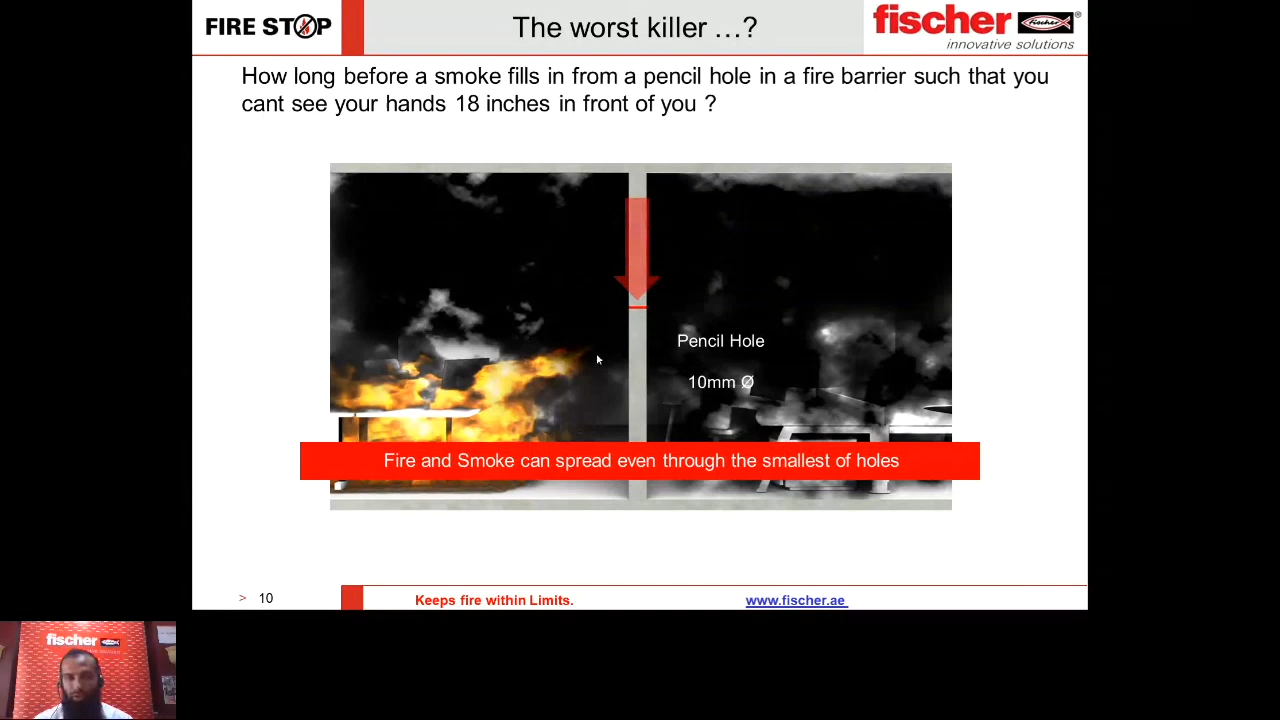 FIRE STOP
The worst killer ...?
fischer
fischer
innovative solutions
How long before a smoke fills in from a pencil hole in a fire barrier such that you
cant see your hands 18 inches in front of you ?
Pencil Hole
10mm Ø
Fire and Smoke can spread even through the smallest of holes
> 10
Keeps fire within Limits.
www.fischer.ae
fischer